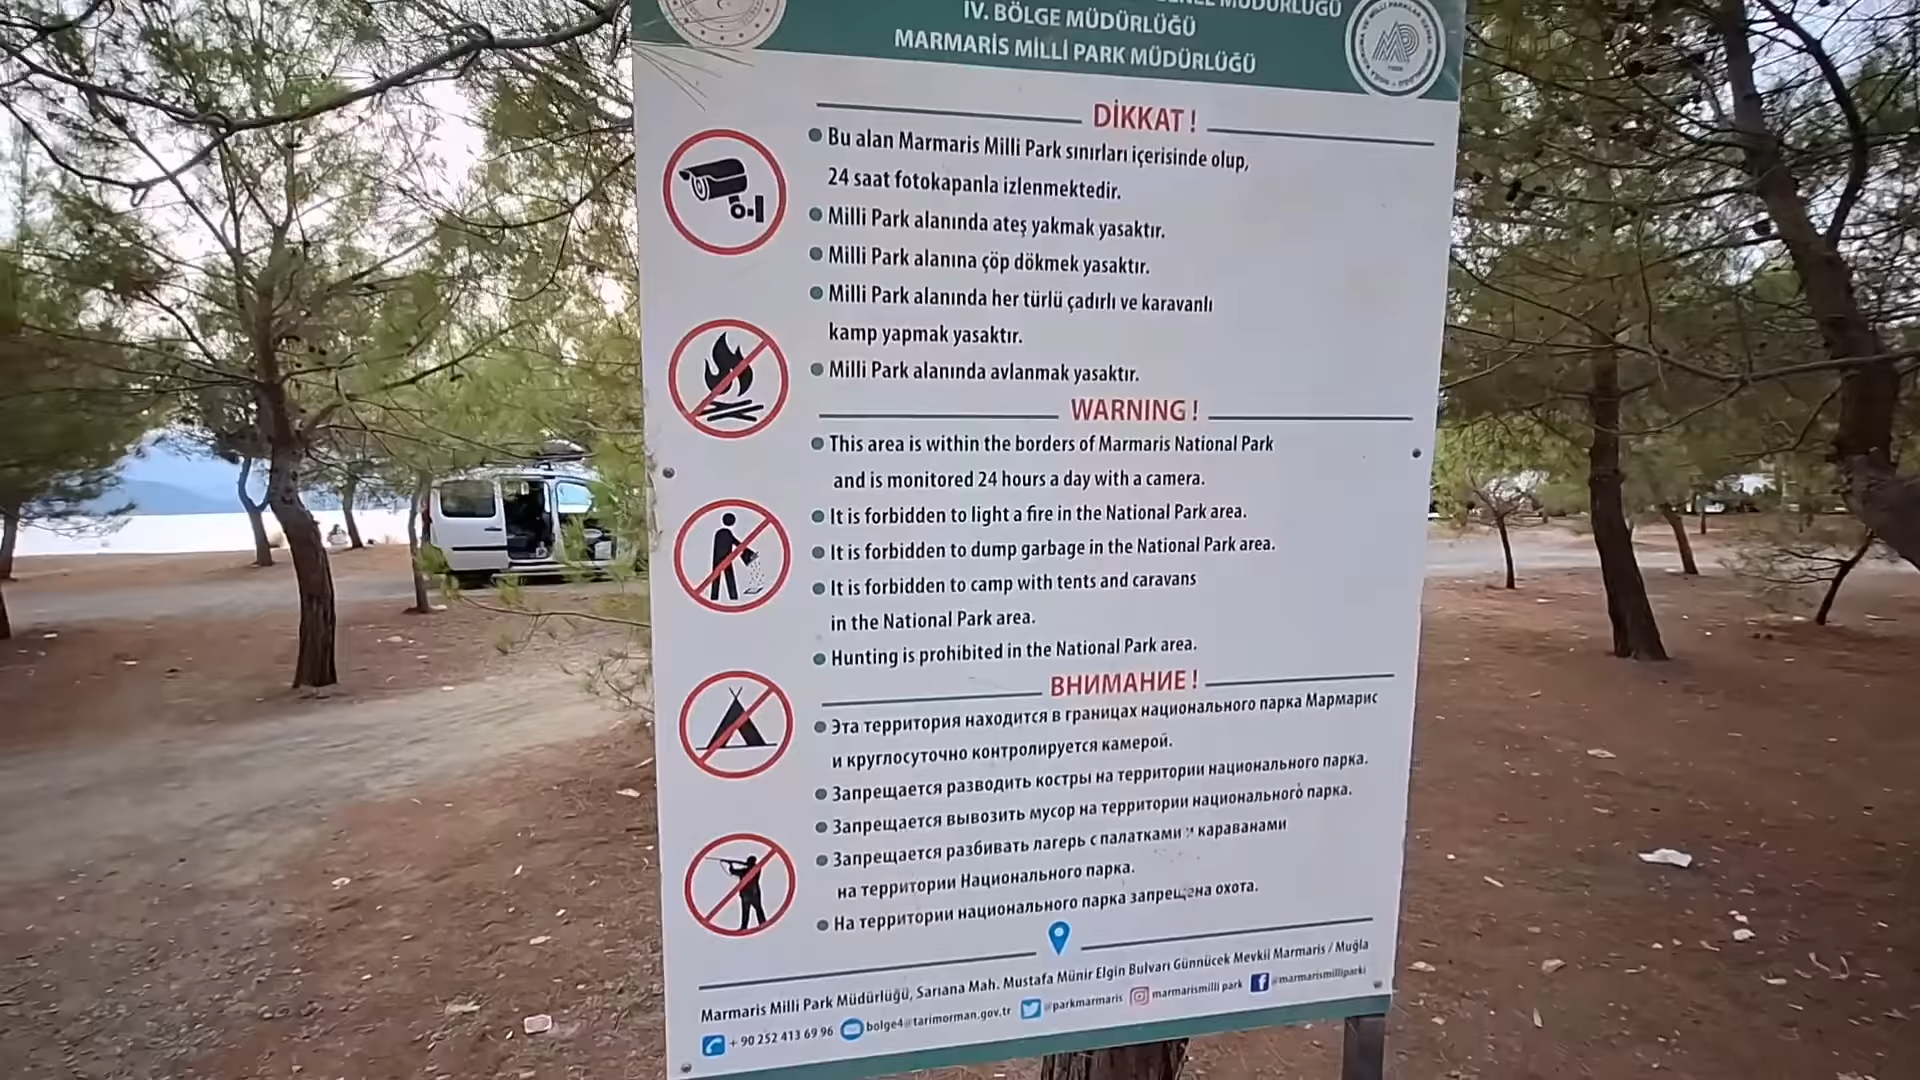 MÜDÜRLÜĞÜ
IV. BÖLGE MÜDÜRLÜĞÜ
MARMARİS MİLLİ PARK MÜDÜRLÜĞÜ
DİKKAT !
Bu alan Marmaris Milli Park sınırları içerisinde olup,
24 saat fotokapanla izlenmektedir.
Milli Park alanında ateş yakmak yasaktır.
Milli Park alanına çöp dökmek yasaktır.
Milli Park alanında her türlü çadırlı ve karavanlı
kamp yapmak yasaktır.
Milli Park alanında avlanmak yasaktır.
WARNING !
This area is within the borders of Marmaris National Park
and is monitored 24 hours a day with a camera.
It is forbidden to light a fire in the National Park area.
It is forbidden to dump garbage in the National Park area.
It is forbidden to camp with tents and caravans
in the National Park area.
Hunting is prohibited in the National Park area.
ВНИМАНИЕ !
Эта территория находится в границах национального парка Мармарис
и круглосуточно контролируется камерой.
Запрещается разводить костры на территории национального парка.
Запрещается вывозить мусор на территории национального парка.
Запрещается разбивать лагерь с палатками и караванами
на территории Национального парка.
На территории национального парка запрещена охота.
Marmaris Milli Park Müdürlüğü, Sarıana Mah. Mustafa Münir Elgin Bulvarı Günnücek Mevkii Marmaris / Muğla
+ 90 252 413 69 96 bolge4@tarimorman.gov.tr @parkmarmaris marmarismilli park @marmarismilliparki